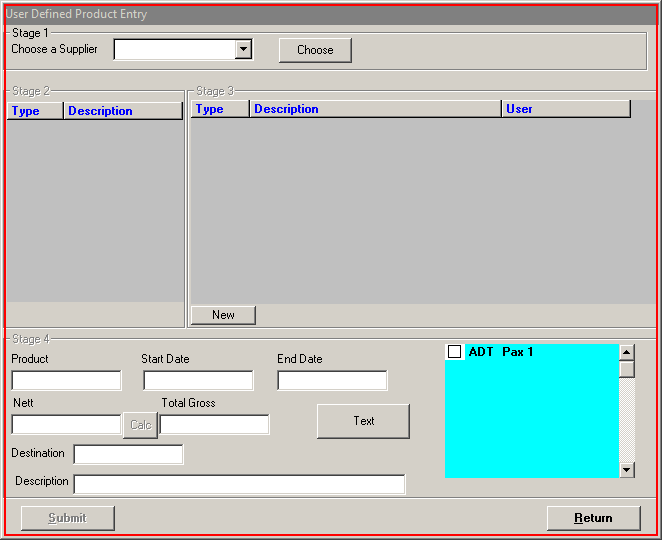 User Defined Product Entry
Stage 1
Choose a Supplier
Choose
Stage 2
Type Description
Stage 3
Type Description User
New
Stage 4
Product Start Date End Date
ADT Pax 1
Nett Total Gross
Calc
Text
Destination
Description
Submit
Return